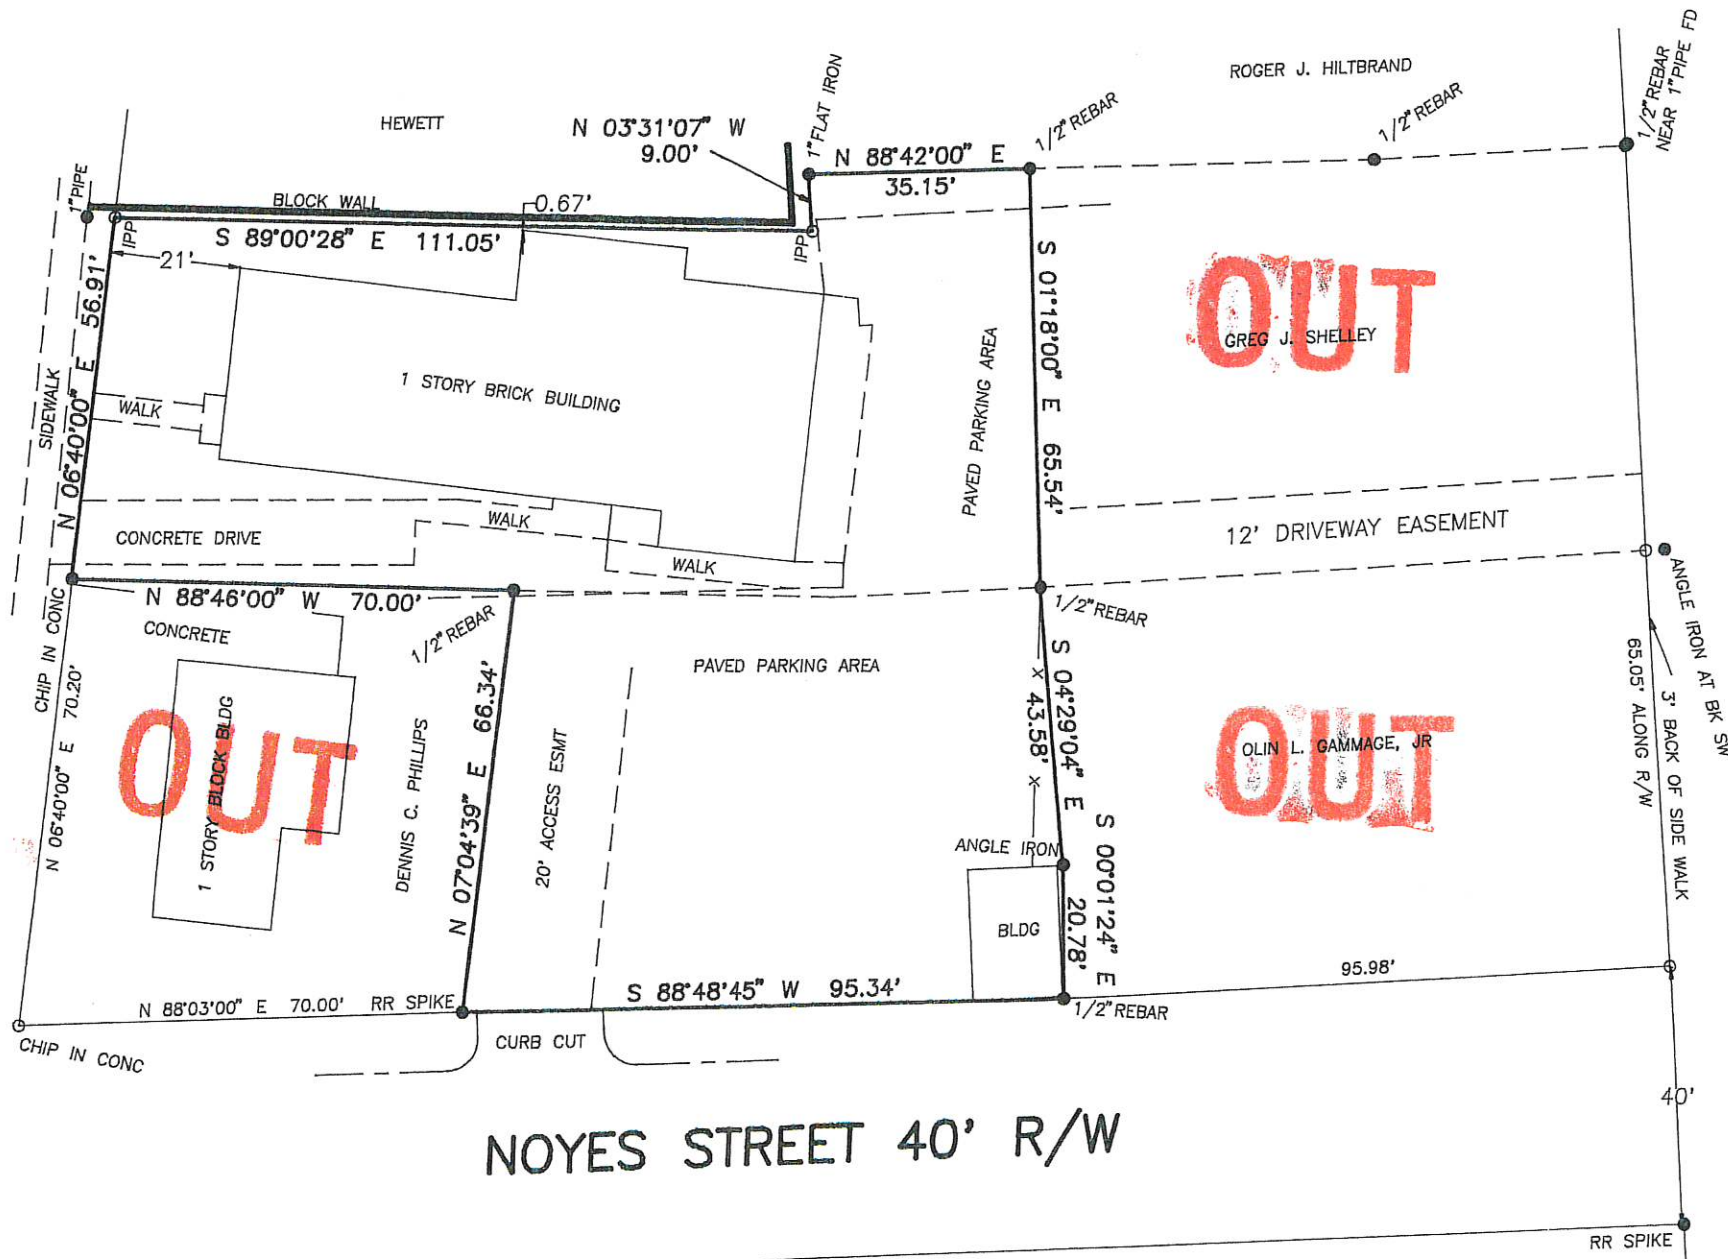 ROGER J. HILTBRAND
1/2" REBAR
NEAR 1" PIPE FD
1/2" REBAR
1/2" REBAR
1" FLAT IRON
HEWETT
N 03°31'07" W
9.00'
N 88°42'00" E
35.15'
1" PIPE
BLOCK WALL
0.67'
IPP
S 89°00'28" E 111.05'
IPP
21'
N 06°40'00" E 56.91'
SIDEWALK
WALK
1 STORY BRICK BUILDING
PAVED PARKING AREA
S 01°18'00" E 65.54'
OUT
GREG J. SHELLEY
CONCRETE DRIVE
WALK
WALK
12' DRIVEWAY EASEMENT
N 88°46'00" W 70.00'
1/2" REBAR
1/2" REBAR
CHIP IN CONC
CONCRETE
N 06°40'00" E 70.20'
OUT
1 STORY BLOCK BLDG
DENNIS C. PHILLIPS
N 07°04'39" E 66.34'
20' ACCESS ESMT
PAVED PARKING AREA
S 04°29'04" E
43.58'
ANGLE IRON
S 00°01'24" E
20.78'
BLDG
OUT
OLIN L. GAMMAGE, JR
65.05' ALONG R/W
3' BACK OF SIDE WALK
ANGLE IRON AT BK SW
95.98'
S 88°48'45" W 95.34'
1/2" REBAR
N 88°03'00" E 70.00'
RR SPIKE
CHIP IN CONC
CURB CUT
40'
NOYES STREET 40' R/W
RR SPIKE